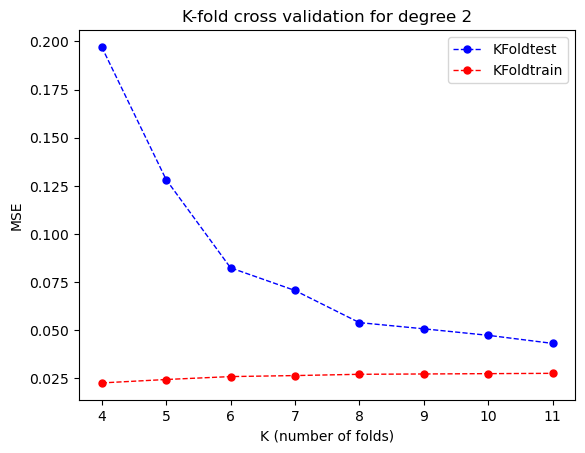 K-fold cross validation for degree 2
KFoldtest
KFoldtrain
MSE
0.200
0.175
0.150
0.125
0.100
0.075
0.050
0.025
4 5 6 7 8 9 10 11
K (number of folds)